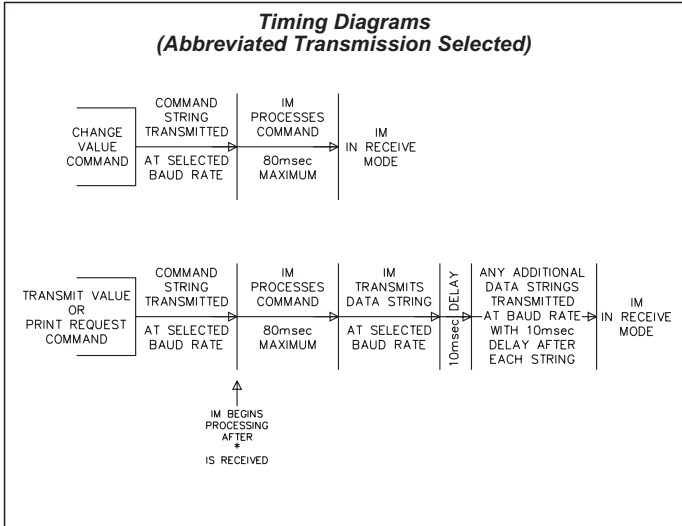 Timing Diagrams
(Abbreviated Transmission Selected)
CHANGE
VALUE
COMMAND
COMMAND
STRING
TRANSMITTED
AT SELECTED
BAUD RATE
IM
PROCESSES
COMMAND
80msec
MAXIMUM
IM
IN RECEIVE
MODE
TRANSMIT VALUE
OR
PRINT REQUEST
COMMAND
COMMAND
STRING
TRANSMITTED
AT SELECTED
BAUD RATE
IM
PROCESSES
COMMAND
80msec
MAXIMUM
IM
TRANSMITS
DATA STRING
AT SELECTED
BAUD RATE
10msec DELAY
ANY ADDITIONAL
DATA STRINGS
TRANSMITTED
AT BAUD RATE
WITH 10msec
DELAY AFTER
EACH STRING
IM
IN RECEIVE
MODE
IM BEGINS
PROCESSING
AFTER
*
IS RECEIVED